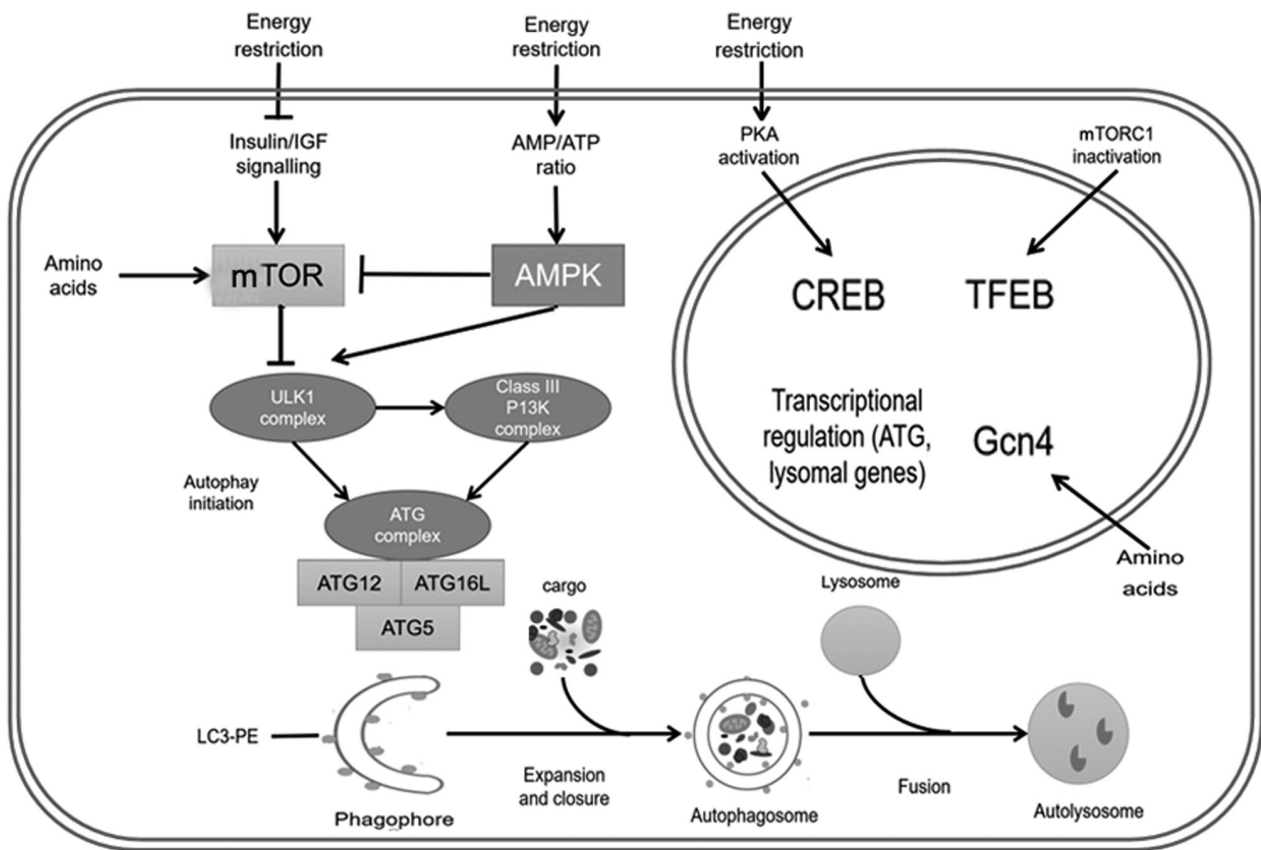 Energy
restriction
Energy
restriction
Energy
restriction
Insulin/IGF
signalling
AMP/ATP
ratio
PKA
activation
mTORC1
inactivation
Amino
acids
mTOR
AMPK
CREB
TFEB
ULK1
complex
Class III
P13K
complex
Transcriptional
regulation (ATG,
lysomal genes)
Gcn4
Autophay
initiation
ATG
complex
Amino
acids
ATG12
ATG16L
ATG5
cargo
Lysosome
LC3-PE
Expansion
and closure
Fusion
Phagophore
Autophagosome
Autolysosome